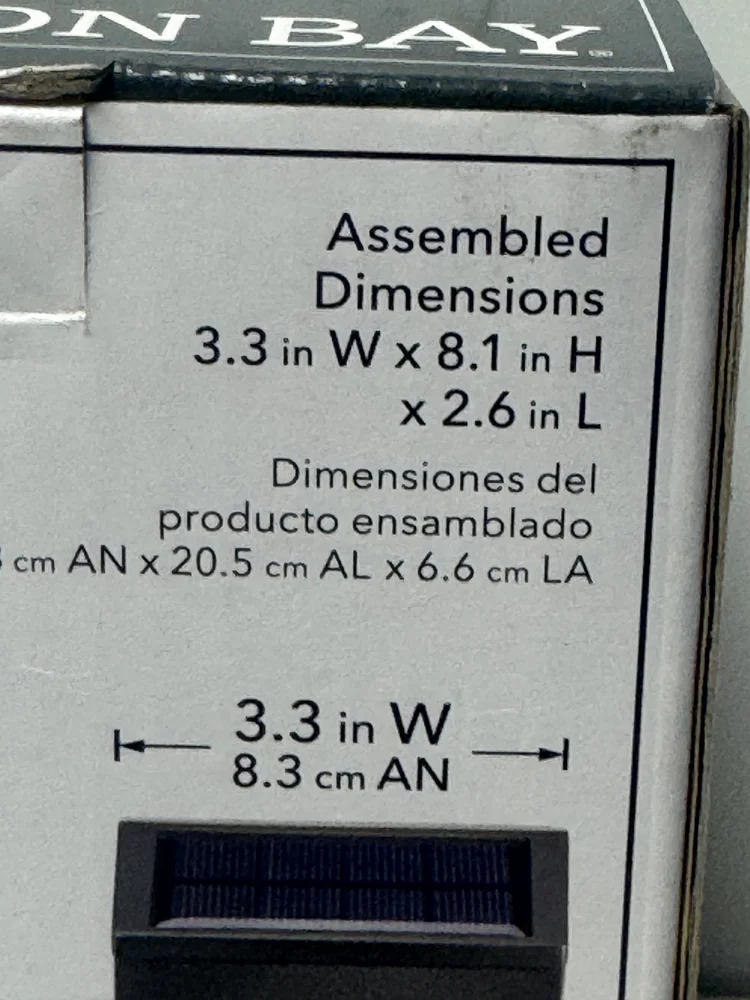 BAY®
Assembled
Dimensions
3.3 in W x 8.1 in H
x 2.6 in L
Dimensiones del
producto ensamblado
cm AN x 20.5 cm AL x 6.6 cm LA
3.3 in W
8.3 cm AN